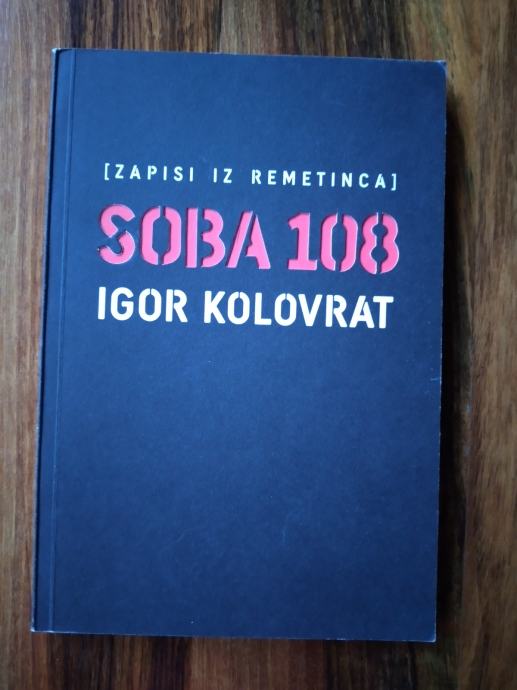 [ZAPISI IZ REMETINCA]
SOBA 108
IGOR KOLOVRAT